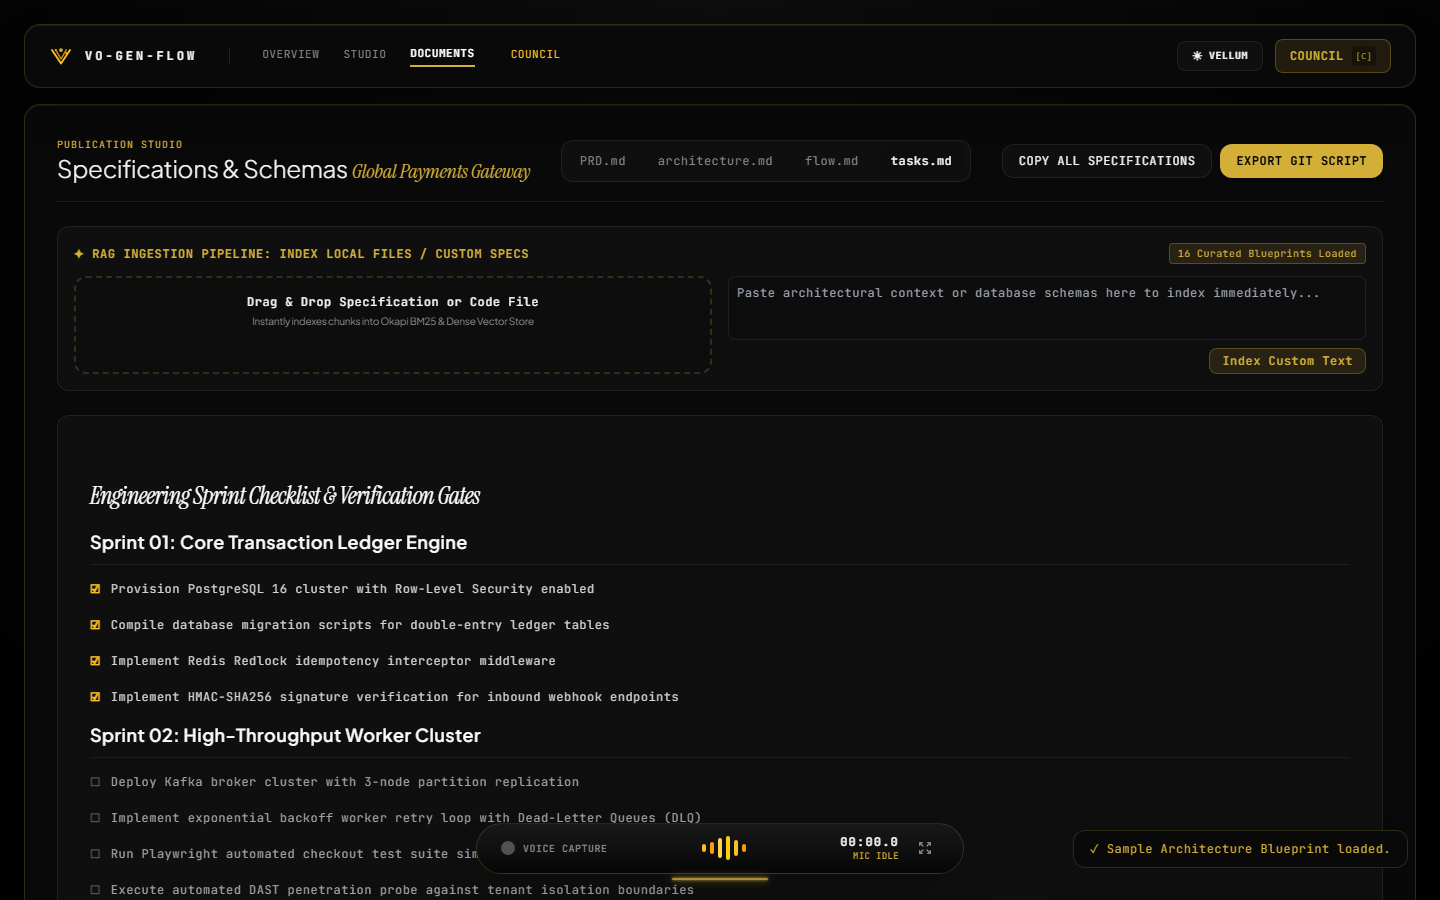 VO-GEN-FLOW
OVERVIEW
STUDIO
DOCUMENTS
COUNCIL
VELLUM
COUNCIL [C]
PUBLICATION STUDIO
Specifications & Schemas Global Payments Gateway
PRD.md
architecture.md
flow.md
tasks.md
COPY ALL SPECIFICATIONS
EXPORT GIT SCRIPT
✦ RAG INGESTION PIPELINE: INDEX LOCAL FILES / CUSTOM SPECS
16 Curated Blueprints Loaded
Drag & Drop Specification or Code File
Instantly indexes chunks into Okapi BM25 & Dense Vector Store
Paste architectural context or database schemas here to index immediately...
Index Custom Text
Engineering Sprint Checklist & Verification Gates
Sprint 01: Core Transaction Ledger Engine
☑ Provision PostgreSQL 16 cluster with Row-Level Security enabled
☑ Compile database migration scripts for double-entry ledger tables
☑ Implement Redis Redlock idempotency interceptor middleware
☑ Implement HMAC-SHA256 signature verification for inbound webhook endpoints
Sprint 02: High-Throughput Worker Cluster
☐ Deploy Kafka broker cluster with 3-node partition replication
☐ Implement exponential backoff worker retry loop with Dead-Letter Queues (DLQ)
☐ Run Playwright automated checkout test suite
☐ Execute automated DAST penetration probe against tenant isolation boundaries
VOICE CAPTURE
00:00.0
MIC IDLE
✓ Sample Architecture Blueprint loaded.